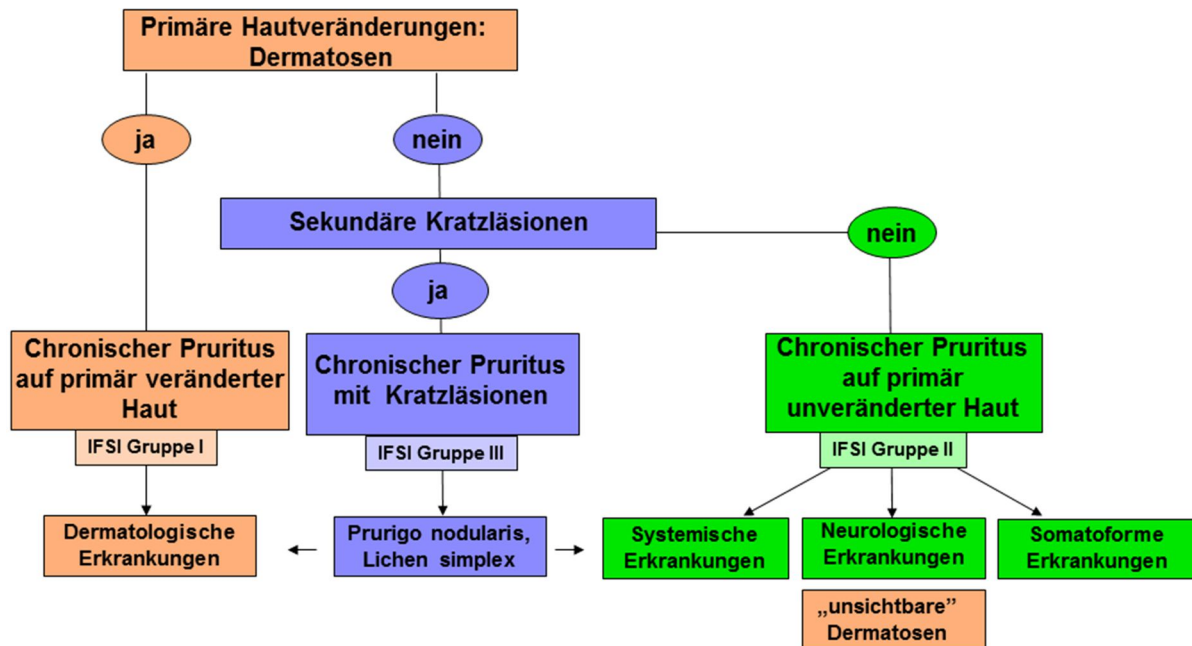 Primäre Hautveränderungen:
Dermatosen
ja
nein
Sekundäre Kratzläsionen
nein
ja
Chronischer Pruritus
auf primär veränderter
Haut
IFSI Gruppe I
Chronischer Pruritus
mit Kratzläsionen
IFSI Gruppe III
Chronischer Pruritus
auf primär
unveränderter Haut
IFSI Gruppe II
Dermatologische
Erkrankungen
Prurigo nodularis,
Lichen simplex
Systemische
Erkrankungen
Neurologische
Erkrankungen
Somatoforme
Erkrankungen
„unsichtbare”
Dermatosen